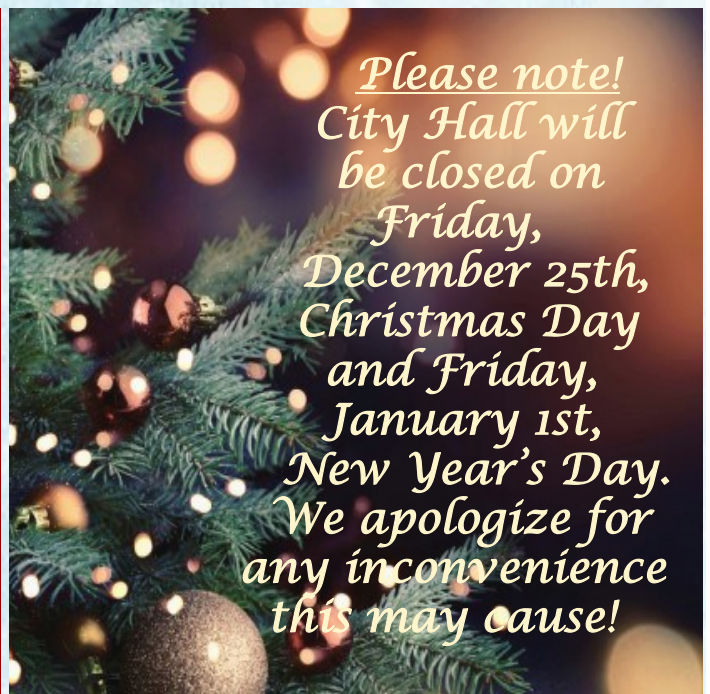 Please note!
City Hall will
be closed on
Friday,
December 25th,
Christmas Day
and Friday,
January 1st,
New Year's Day.
We apologize for
any inconvenience
this may cause!